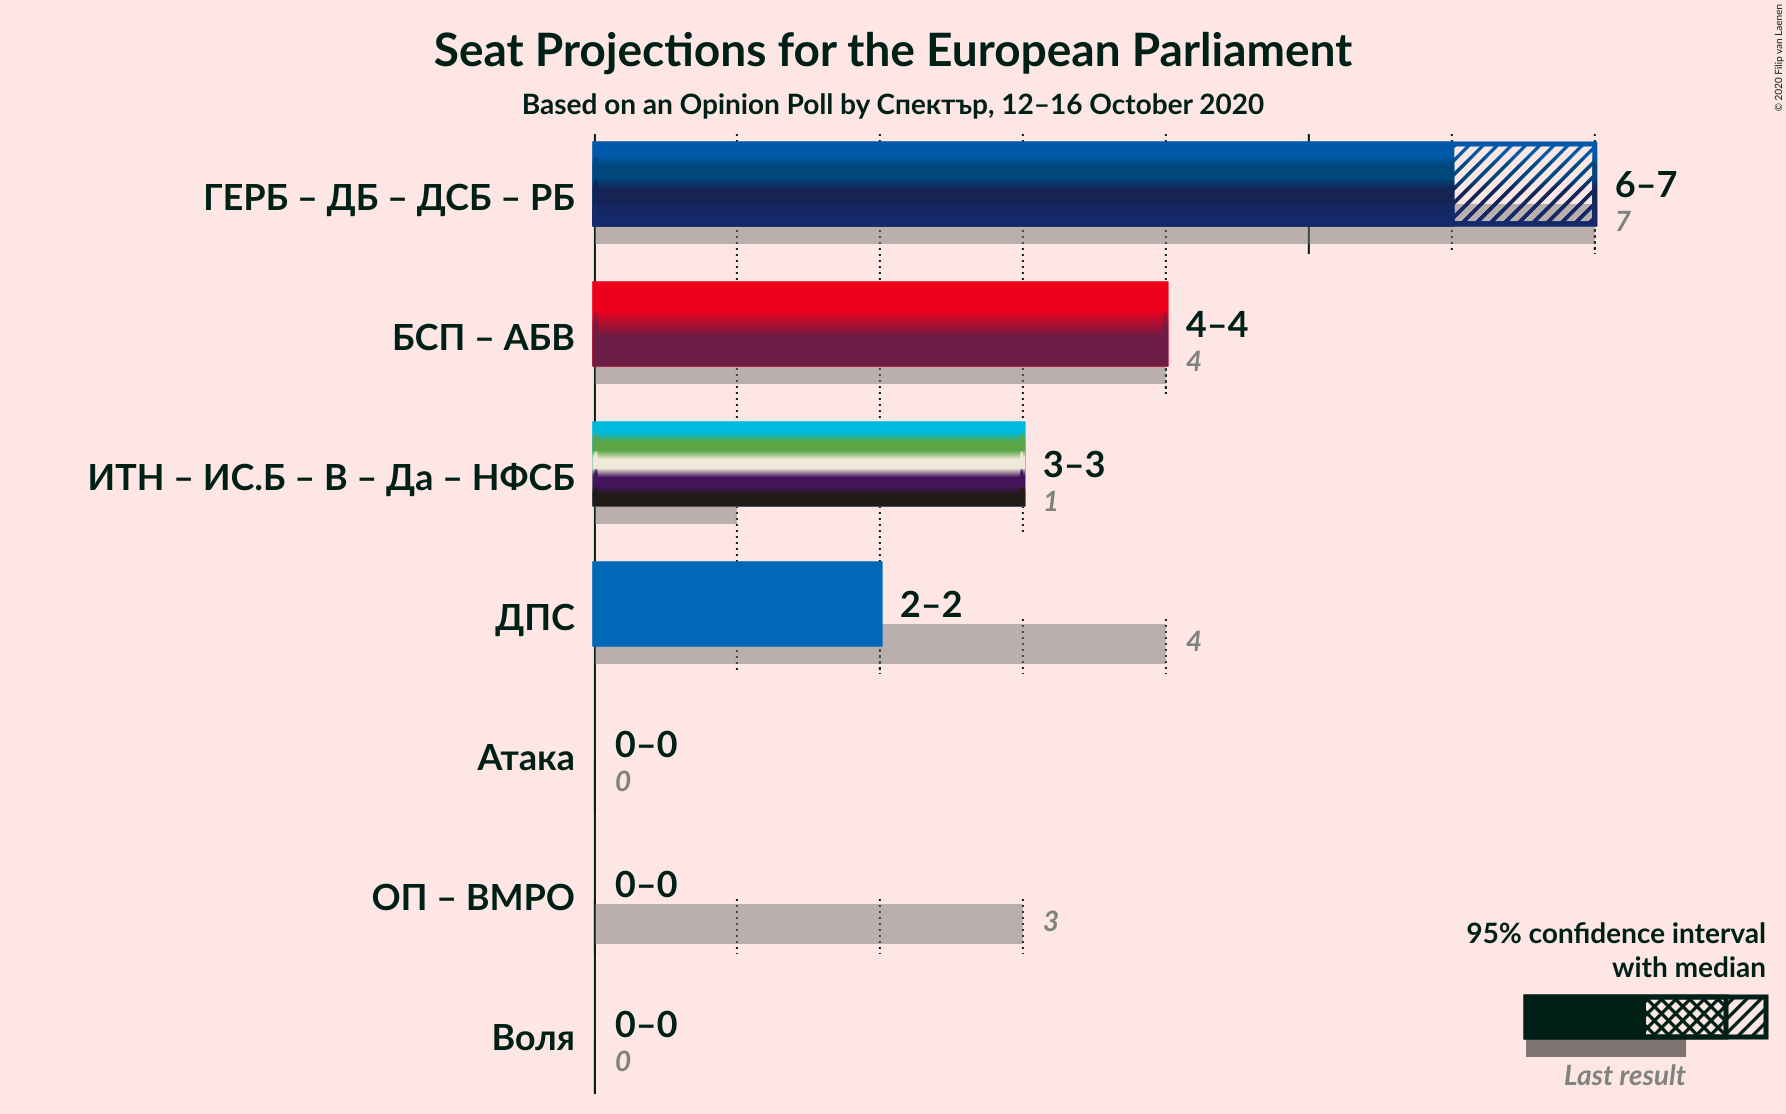 Seat Projections for the European Parliament
Based on an Opinion Poll by Спектър, 12–16 October 2020
© 2020 Filip van Laenen
ГЕРБ – ДБ – ДСБ – РБ
6–7
7
БСП – АБВ
4–4
4
ИТН – ИС.Б – В – Да – НФСБ
3–3
1
ДПС
2–2
4
Атака
0–0
0
ОП – ВМРО
0–0
3
Воля
0–0
0
95% confidence interval
with median
Last result